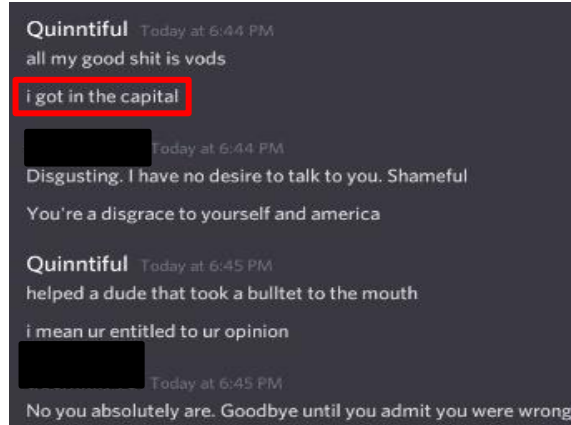 Quinntiful Today at 6:44 PM
all my good shit is vods
i got in the capital
Today at 6:44 PM
Disgusting. I have no desire to talk to you. Shameful
You're a disgrace to yourself and america
Quinntiful Today at 6:45 PM
helped a dude that took a bulltet to the mouth
i mean ur entitled to ur opinion
Today at 6:45 PM
No you absolutely are. Goodbye until you admit you were wrong